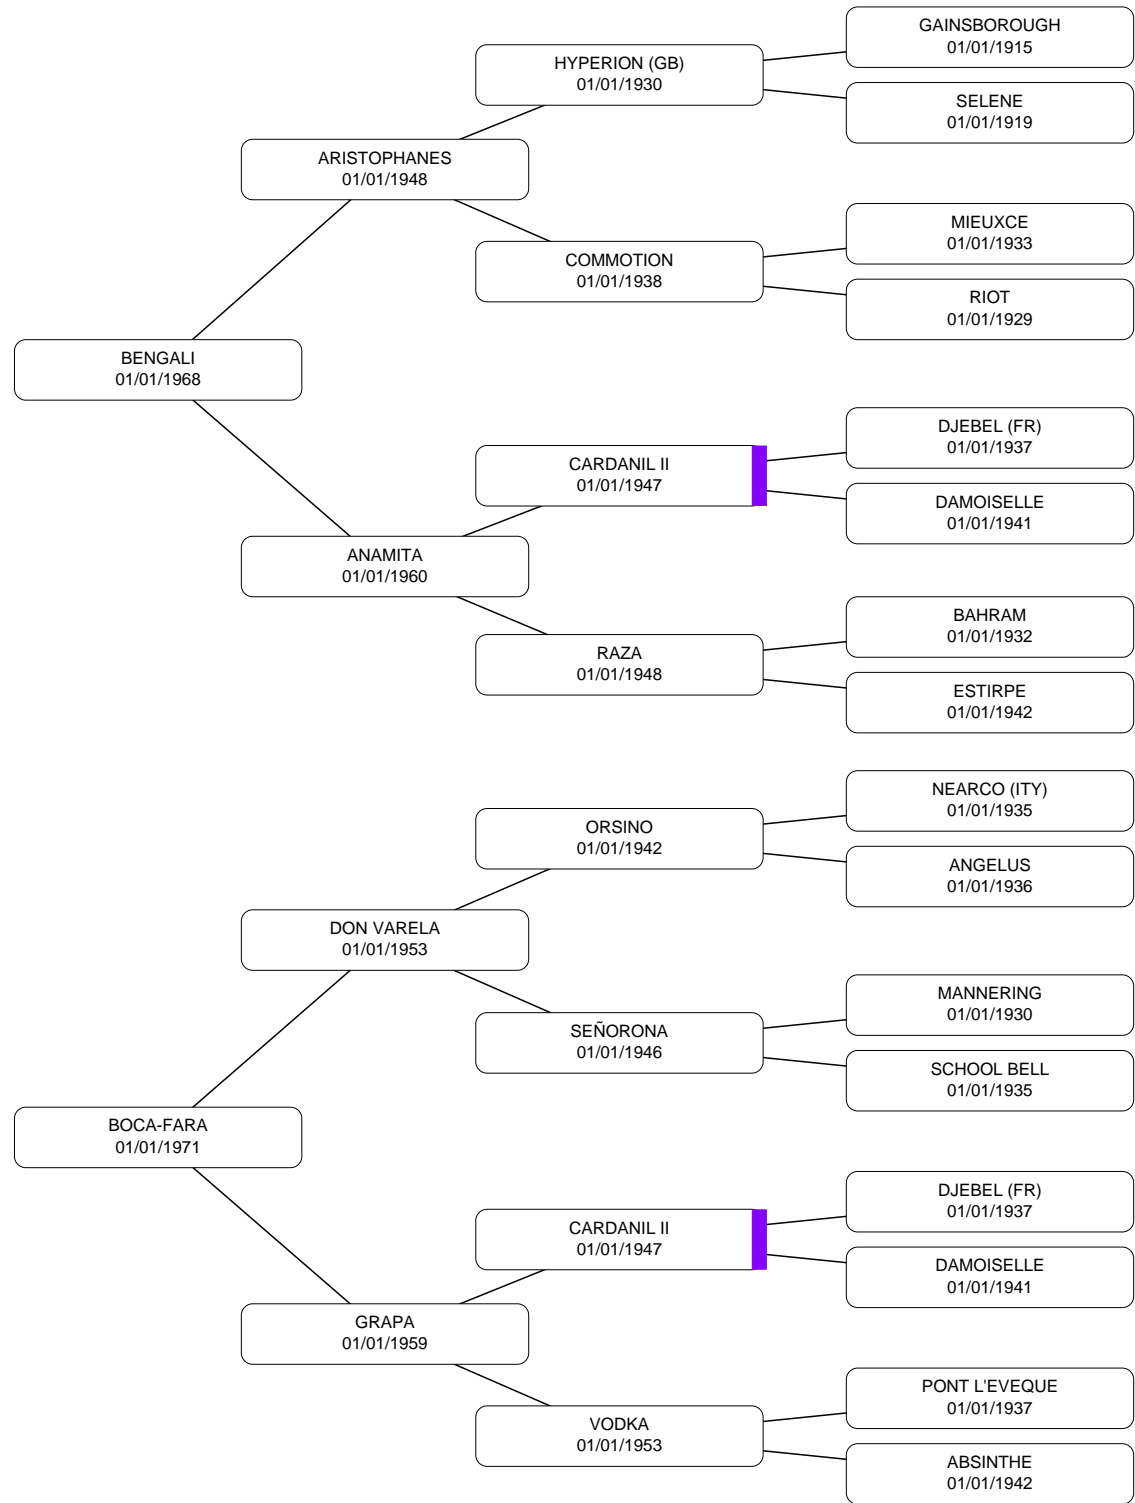 GAINSBOROUGH
01/01/1915
HYPERION (GB)
01/01/1930
SELENE
01/01/1919
ARISTOPHANES
01/01/1948
MIEUXCE
01/01/1933
COMMOTION
01/01/1938
RIOT
01/01/1929
BENGALI
01/01/1968
DJEBEL (FR)
01/01/1937
CARDANIL II
01/01/1947
DAMOISELLE
01/01/1941
ANAMITA
01/01/1960
BAHRAM
01/01/1932
RAZA
01/01/1948
ESTIRPE
01/01/1942
NEARCO (ITY)
01/01/1935
ORSINO
01/01/1942
ANGELUS
01/01/1936
DON VARELA
01/01/1953
MANNERING
01/01/1930
SEÑORONA
01/01/1946
SCHOOL BELL
01/01/1935
BOCA-FARA
01/01/1971
DJEBEL (FR)
01/01/1937
CARDANIL II
01/01/1947
DAMOISELLE
01/01/1941
GRAPA
01/01/1959
PONT L'EVEQUE
01/01/1937
VODKA
01/01/1953
ABSINTHE
01/01/1942